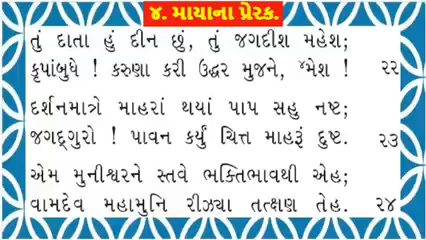 ૪. માયાના પ્રેરક.
તું દાતા હું દીન છું, તું જગદીશ મહેશ;
કૃપાંબુધે ! કરુણા કરી ઉદ્ધર મુજને, ૪મેશ ! ૨૨
દર્શનમાત્રે માહરાં થયાં પાપ સહુ નષ્ટ;
જગદ્ગુરો ! પાવન કર્યું ચિત્ત માહરૂં દુષ્ટ. ૨૩
એમ મુનીશ્વરને સ્તવે ભક્તિભાવથી એહ;
વામદેવ મહામુનિ રીઝ્યા તત્ક્ષણ તેહ. ૨૪